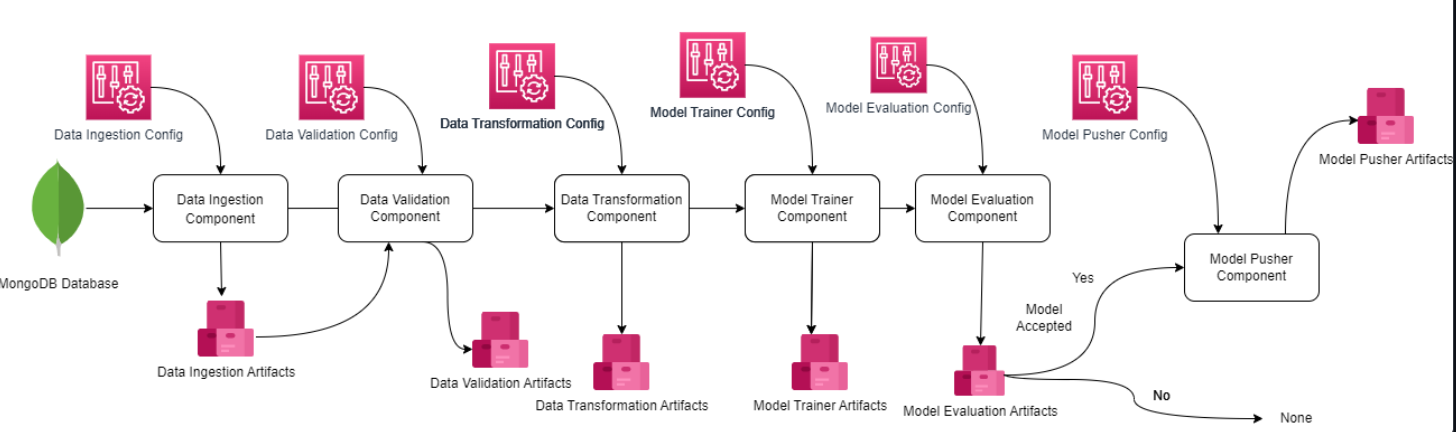 Data Ingestion Config
Data Validation Config
Data Transformation Config
Model Trainer Config
Model Evaluation Config
Model Pusher Config
Model Pusher Artifacts
MongoDB Database
Data Ingestion
Component
Data Validation
Component
Data Transformation
Component
Model Trainer
Component
Model Evaluation
Component
Model Pusher
Component
Yes
Model
Accepted
No
None
Data Ingestion Artifacts
Data Validation Artifacts
Data Transformation Artifacts
Model Trainer Artifacts
Model Evaluation Artifacts